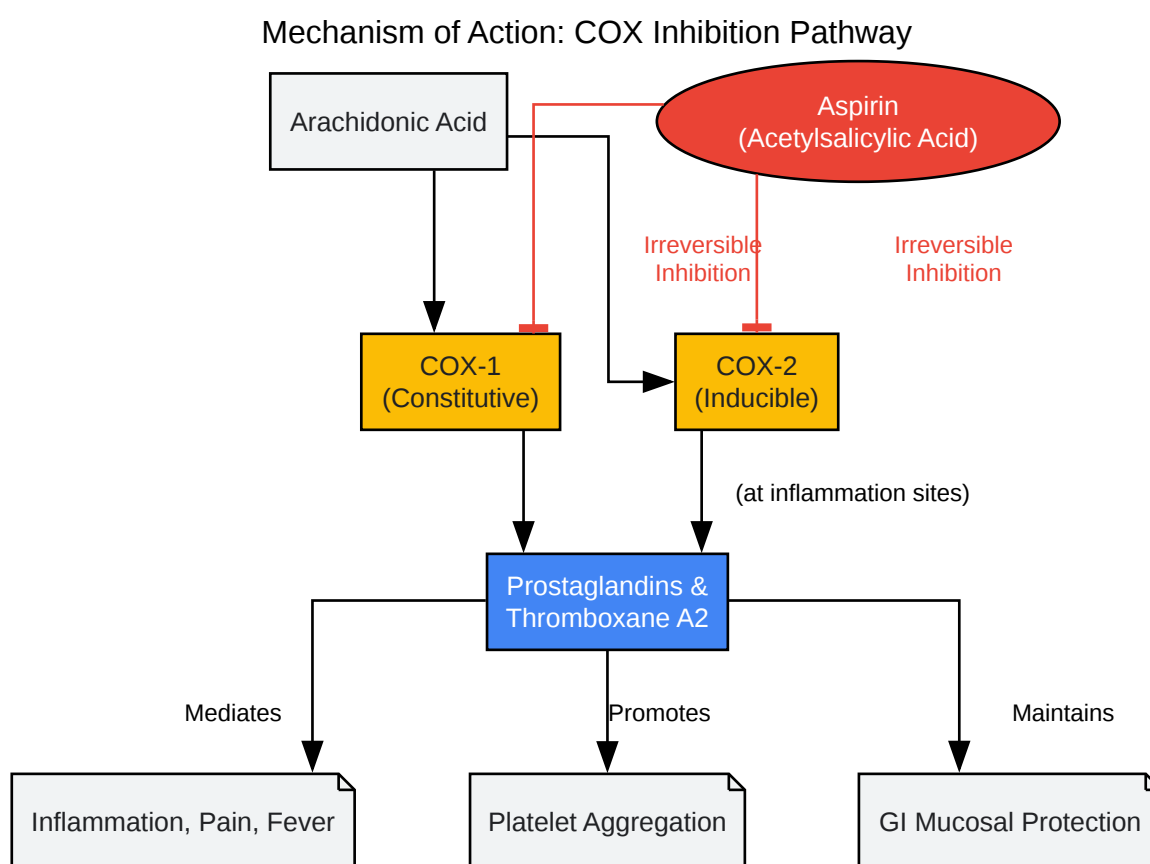 Mechanism of Action: COX Inhibition Pathway
Arachidonic Acid
Aspirin
(Acetylsalicylic Acid)
Irreversible
Inhibition
Irreversible
Inhibition
COX-1
(Constitutive)
COX-2
(Inducible)
(at inflammation sites)
Prostaglandins &
Thromboxane A2
Mediates
Promotes
Maintains
Inflammation, Pain, Fever
Platelet Aggregation
GI Mucosal Protection